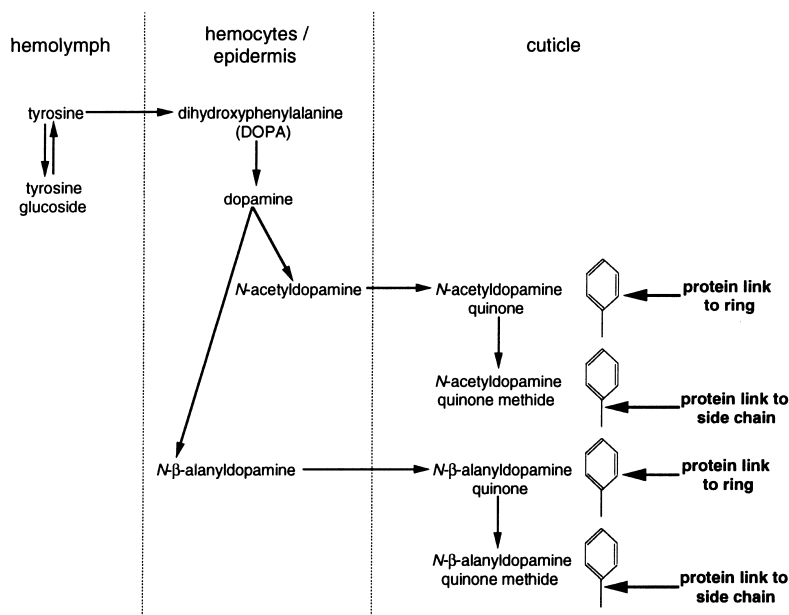 hemolymph
hemocytes /
epidermis
cuticle
tyrosine
dihydroxyphenylalanine
(DOPA)
tyrosine
glucoside
dopamine
N-acetyldopamine
N-acetyldopamine
quinone
protein link
to ring
N-acetyldopamine
quinone methide
protein link to
side chain
N-β-alanyldopamine
N-β-alanyldopamine
quinone
protein link
to ring
N-β-alanyldopamine
quinone methide
protein link to
side chain